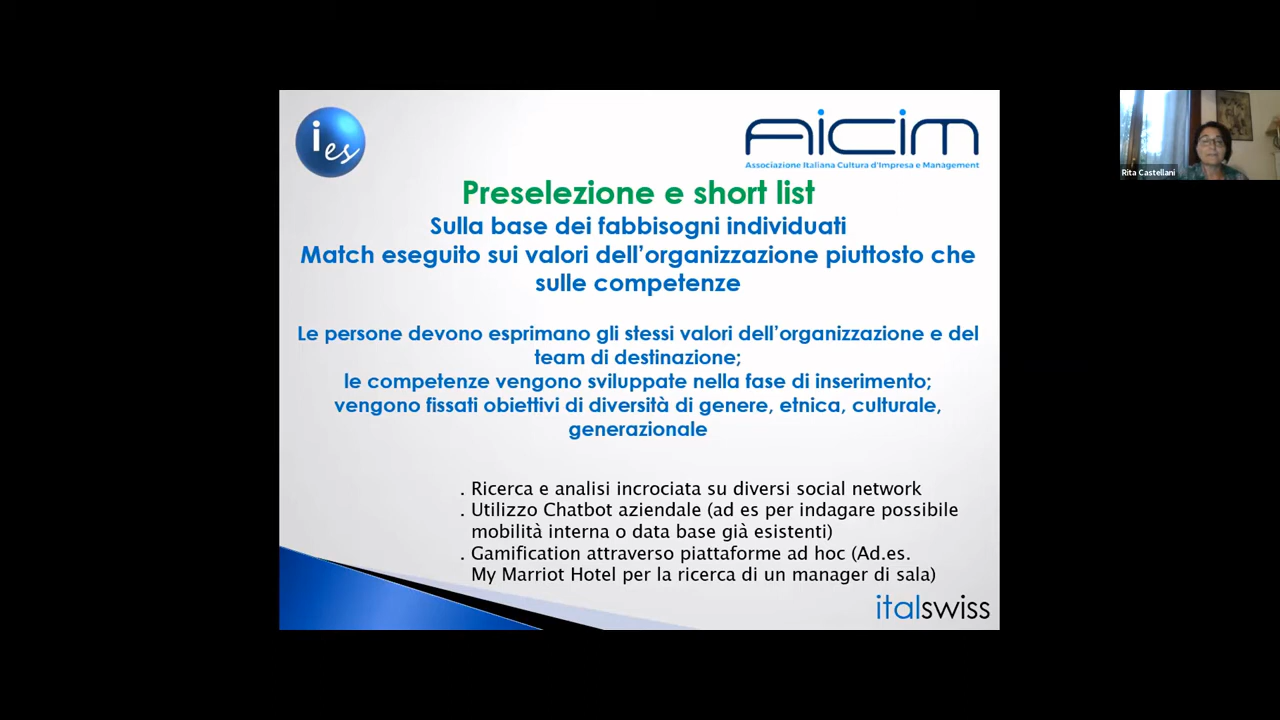 i es
AiCiM
Associazione Italiana Cultura d'Impresa e Management
Rita Castellani
Preselezione e short list
Sulla base dei fabbisogni individuati
Match eseguito sui valori dell'organizzazione piuttosto che
sulle competenze
Le persone devono esprimano gli stessi valori dell'organizzazione e del
team di destinazione;
le competenze vengono sviluppate nella fase di inserimento;
vengono fissati obiettivi di diversità di genere, etnica, culturale,
generazionale
. Ricerca e analisi incrociata su diversi social network
. Utilizzo Chatbot aziendale (ad es per indagare possibile
mobilità interna o data base già esistenti)
. Gamification attraverso piattaforme ad hoc (Ad.es.
My Marriot Hotel per la ricerca di un manager di sala)
italswiss